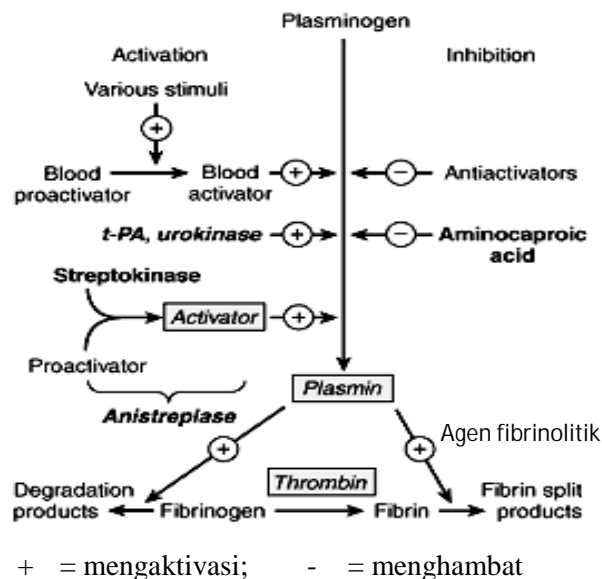 Plasminogen
Activation
Inhibition
Various stimuli
+
Blood proactivator
Blood activator
+
−
Antiactivators
t-PA, urokinase
+
−
Aminocaproic acid
Streptokinase
Activator
+
Proactivator
Anistreplase
Plasmin
+
+
Agen fibrinolitik
Degradation products
Fibrinogen
Thrombin
Fibrin
Fibrin split products
+ = mengaktivasi; - = menghambat